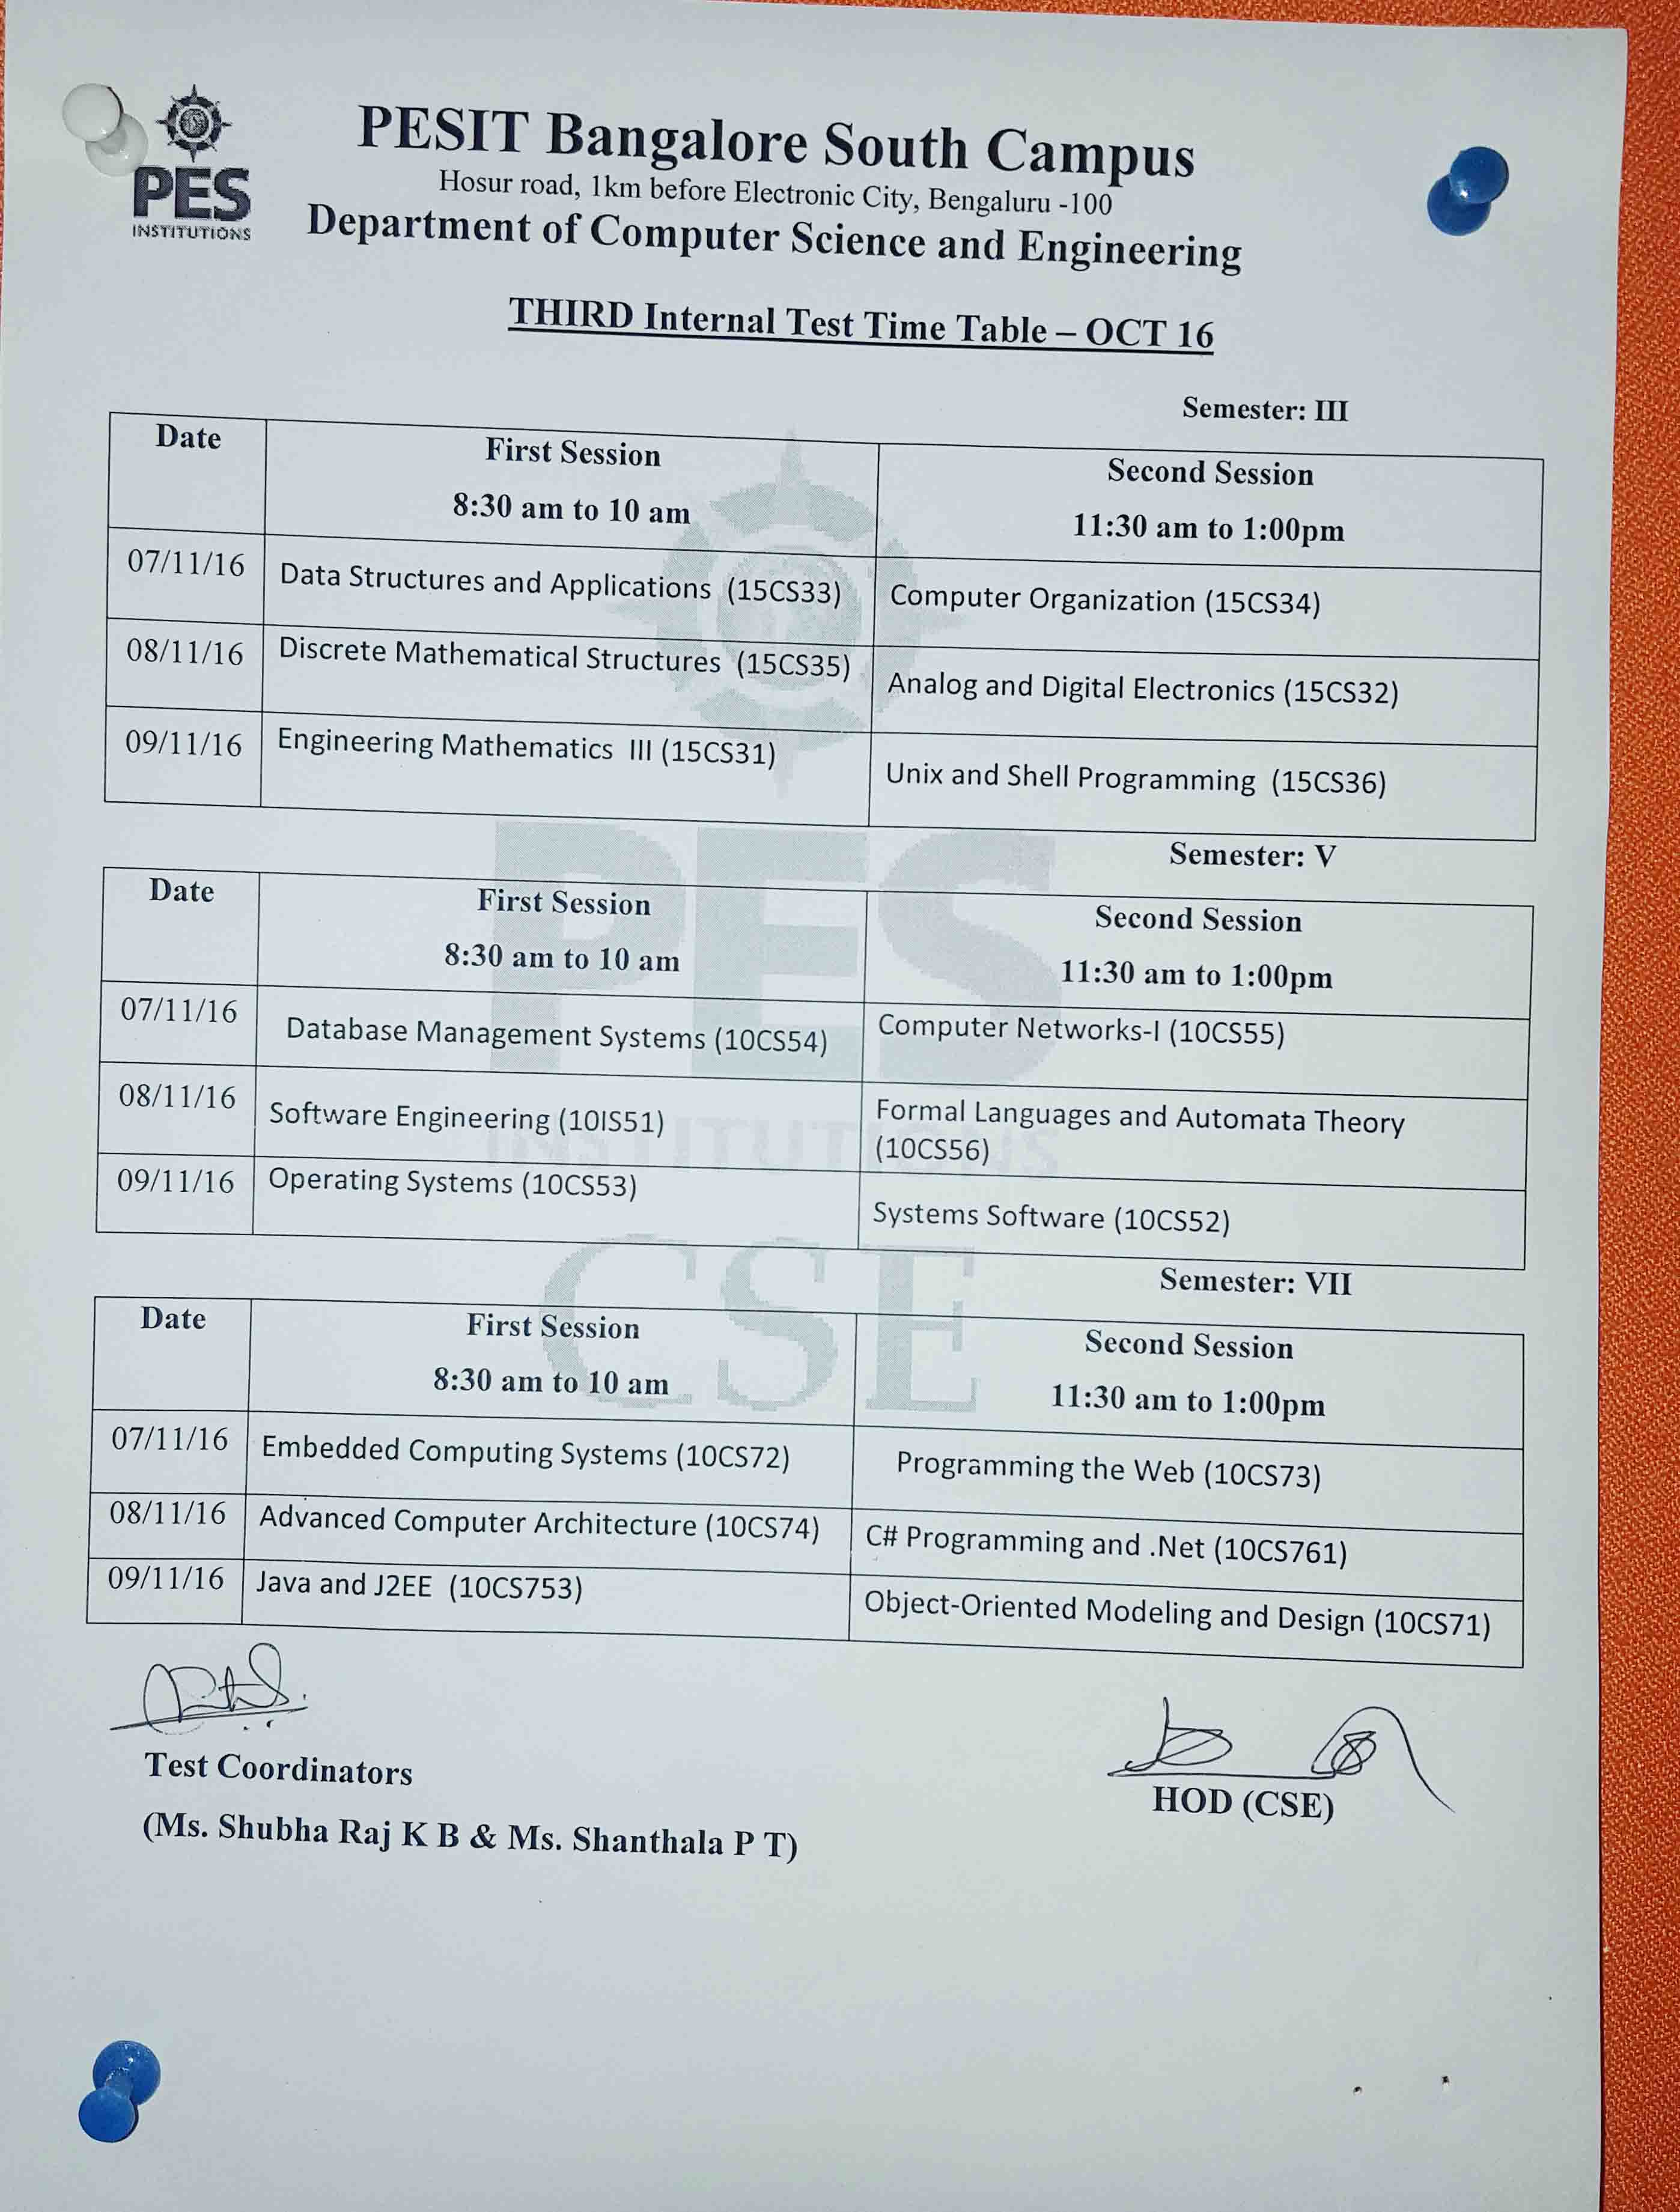 PES
INSTITUTIONS
PESIT Bangalore South Campus
Hosur road, 1km before Electronic City, Bengaluru -100
Department of Computer Science and Engineering
THIRD Internal Test Time Table – OCT 16
Semester: III
Date First Session Second Session
8:30 am to 10 am 11:30 am to 1:00pm
07/11/16 Data Structures and Applications (15CS33) Computer Organization (15CS34)
08/11/16 Discrete Mathematical Structures (15CS35) Analog and Digital Electronics (15CS32)
09/11/16 Engineering Mathematics III (15CS31) Unix and Shell Programming (15CS36)
Semester: V
Date First Session Second Session
8:30 am to 10 am 11:30 am to 1:00pm
07/11/16 Database Management Systems (10CS54) Computer Networks-I (10CS55)
08/11/16 Software Engineering (10IS51) Formal Languages and Automata Theory
(10CS56)
09/11/16 Operating Systems (10CS53) Systems Software (10CS52)
Semester: VII
Date First Session Second Session
8:30 am to 10 am 11:30 am to 1:00pm
07/11/16 Embedded Computing Systems (10CS72) Programming the Web (10CS73)
08/11/16 Advanced Computer Architecture (10CS74) C# Programming and .Net (10CS761)
09/11/16 Java and J2EE (10CS753) Object-Oriented Modeling and Design (10CS71)
Test Coordinators
HOD (CSE)
(Ms. Shubha Raj K B & Ms. Shanthala P T)
PES
INSTITUTIONS
CSE